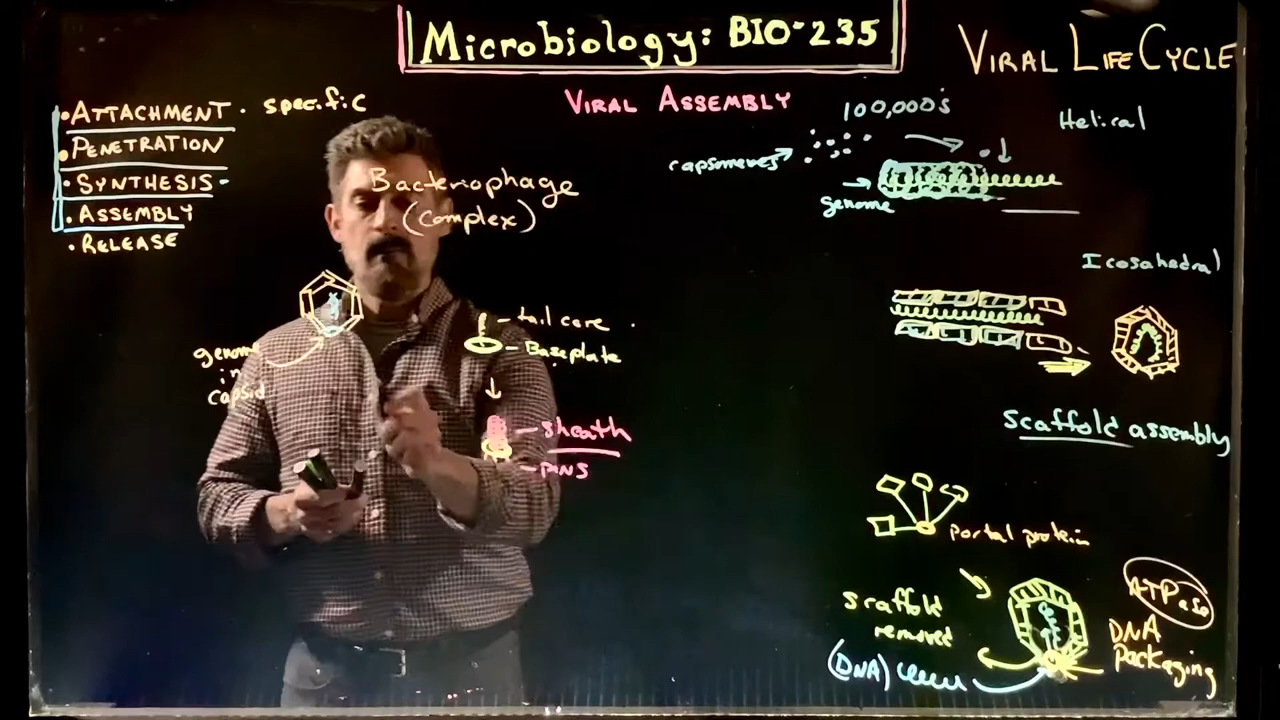 Microbiology: BIO-235
VIRAL LIFE CYCLE
VIRAL ASSEMBLY
• ATTACHMENT • specific
• PENETRATION
• SYNTHESIS
• ASSEMBLY
• RELEASE
Bacteriophage
(complex)
genome
in
capsid
tail core
Baseplate
sheath
pins
100,000's
capsomeres
Helical
genome
Icosahedral
scaffold assembly
portal protein
scaffold
removed
(DNA)
ATPase
DNA
Packaging